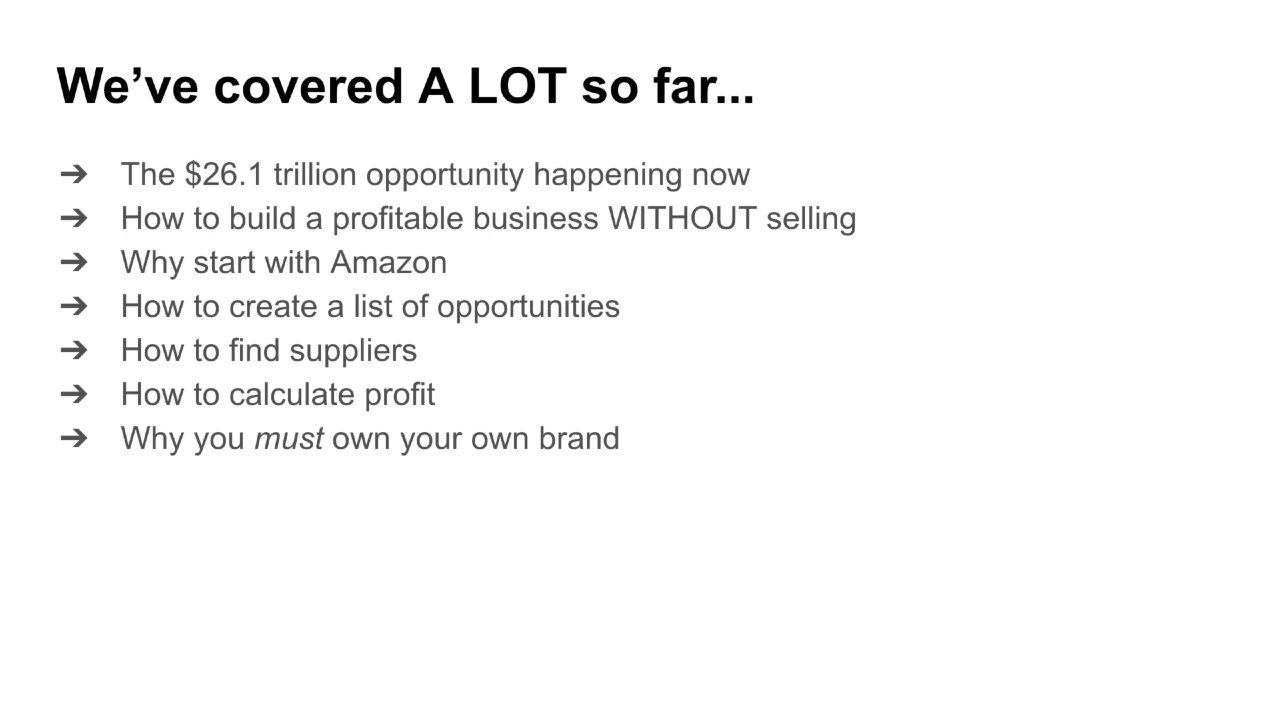 We’ve covered A LOT so far...
➔ The $26.1 trillion opportunity happening now
➔ How to build a profitable business WITHOUT selling
➔ Why start with Amazon
➔ How to create a list of opportunities
➔ How to find suppliers
➔ How to calculate profit
➔ Why you must own your own brand